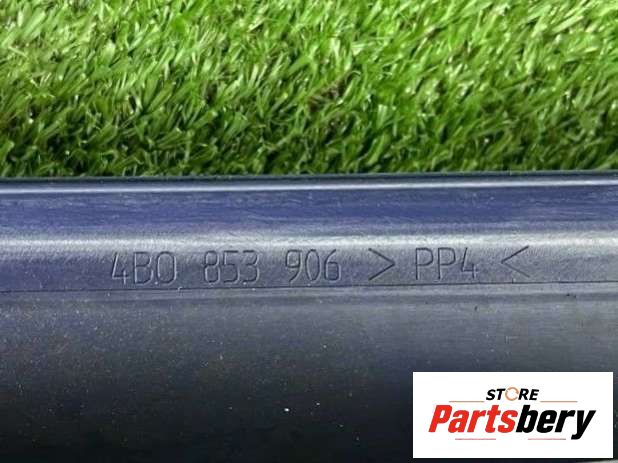 4B0 853 906 > PP4 <
STORE
Partsbery